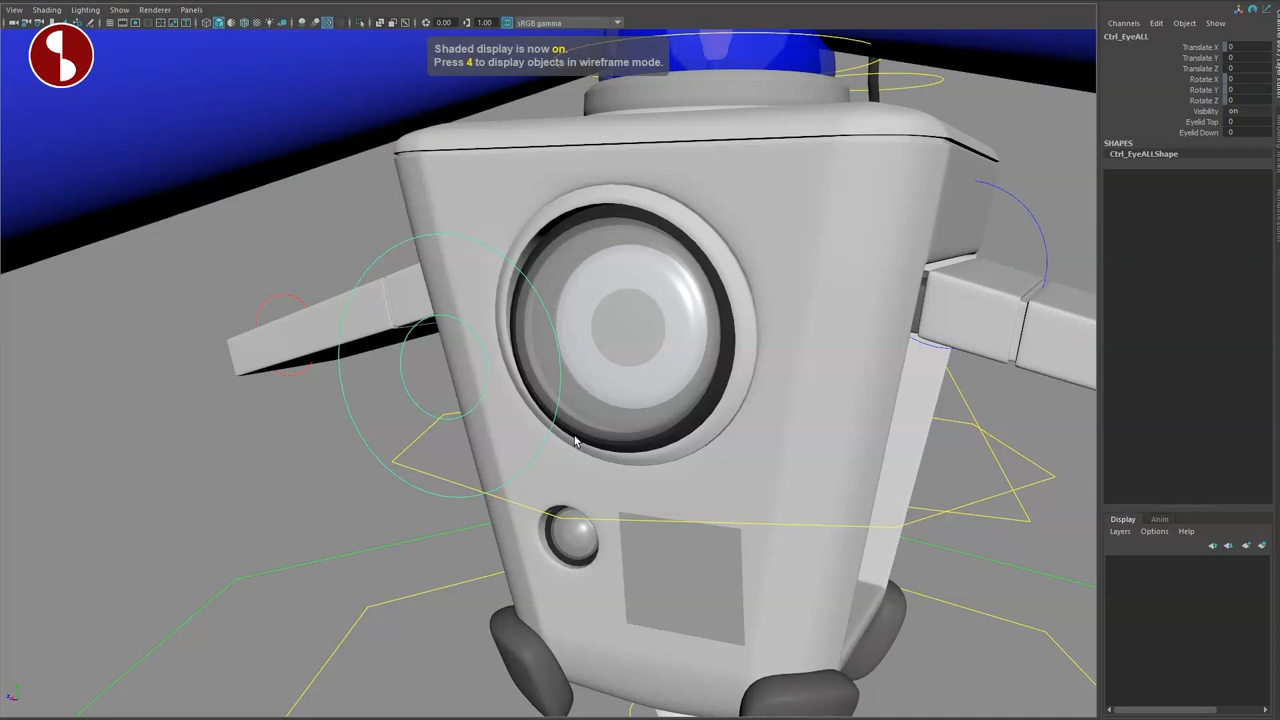 View Shading Lighting Show Renderer Panels
0.00 1.00 sRGB gamma
Shaded display is now on.
Press 4 to display objects in wireframe mode.
Channels Edit Object Show
Ctrl_EyeALL
Translate X 0
Translate Y 0
Translate Z 0
Rotate X 0
Rotate Y 0
Rotate Z 0
Visibility on
Eyelid Top 0
Eyelid Down 0
SHAPES
Ctrl_EyeALLShape
Display Anim
Layers Options Help